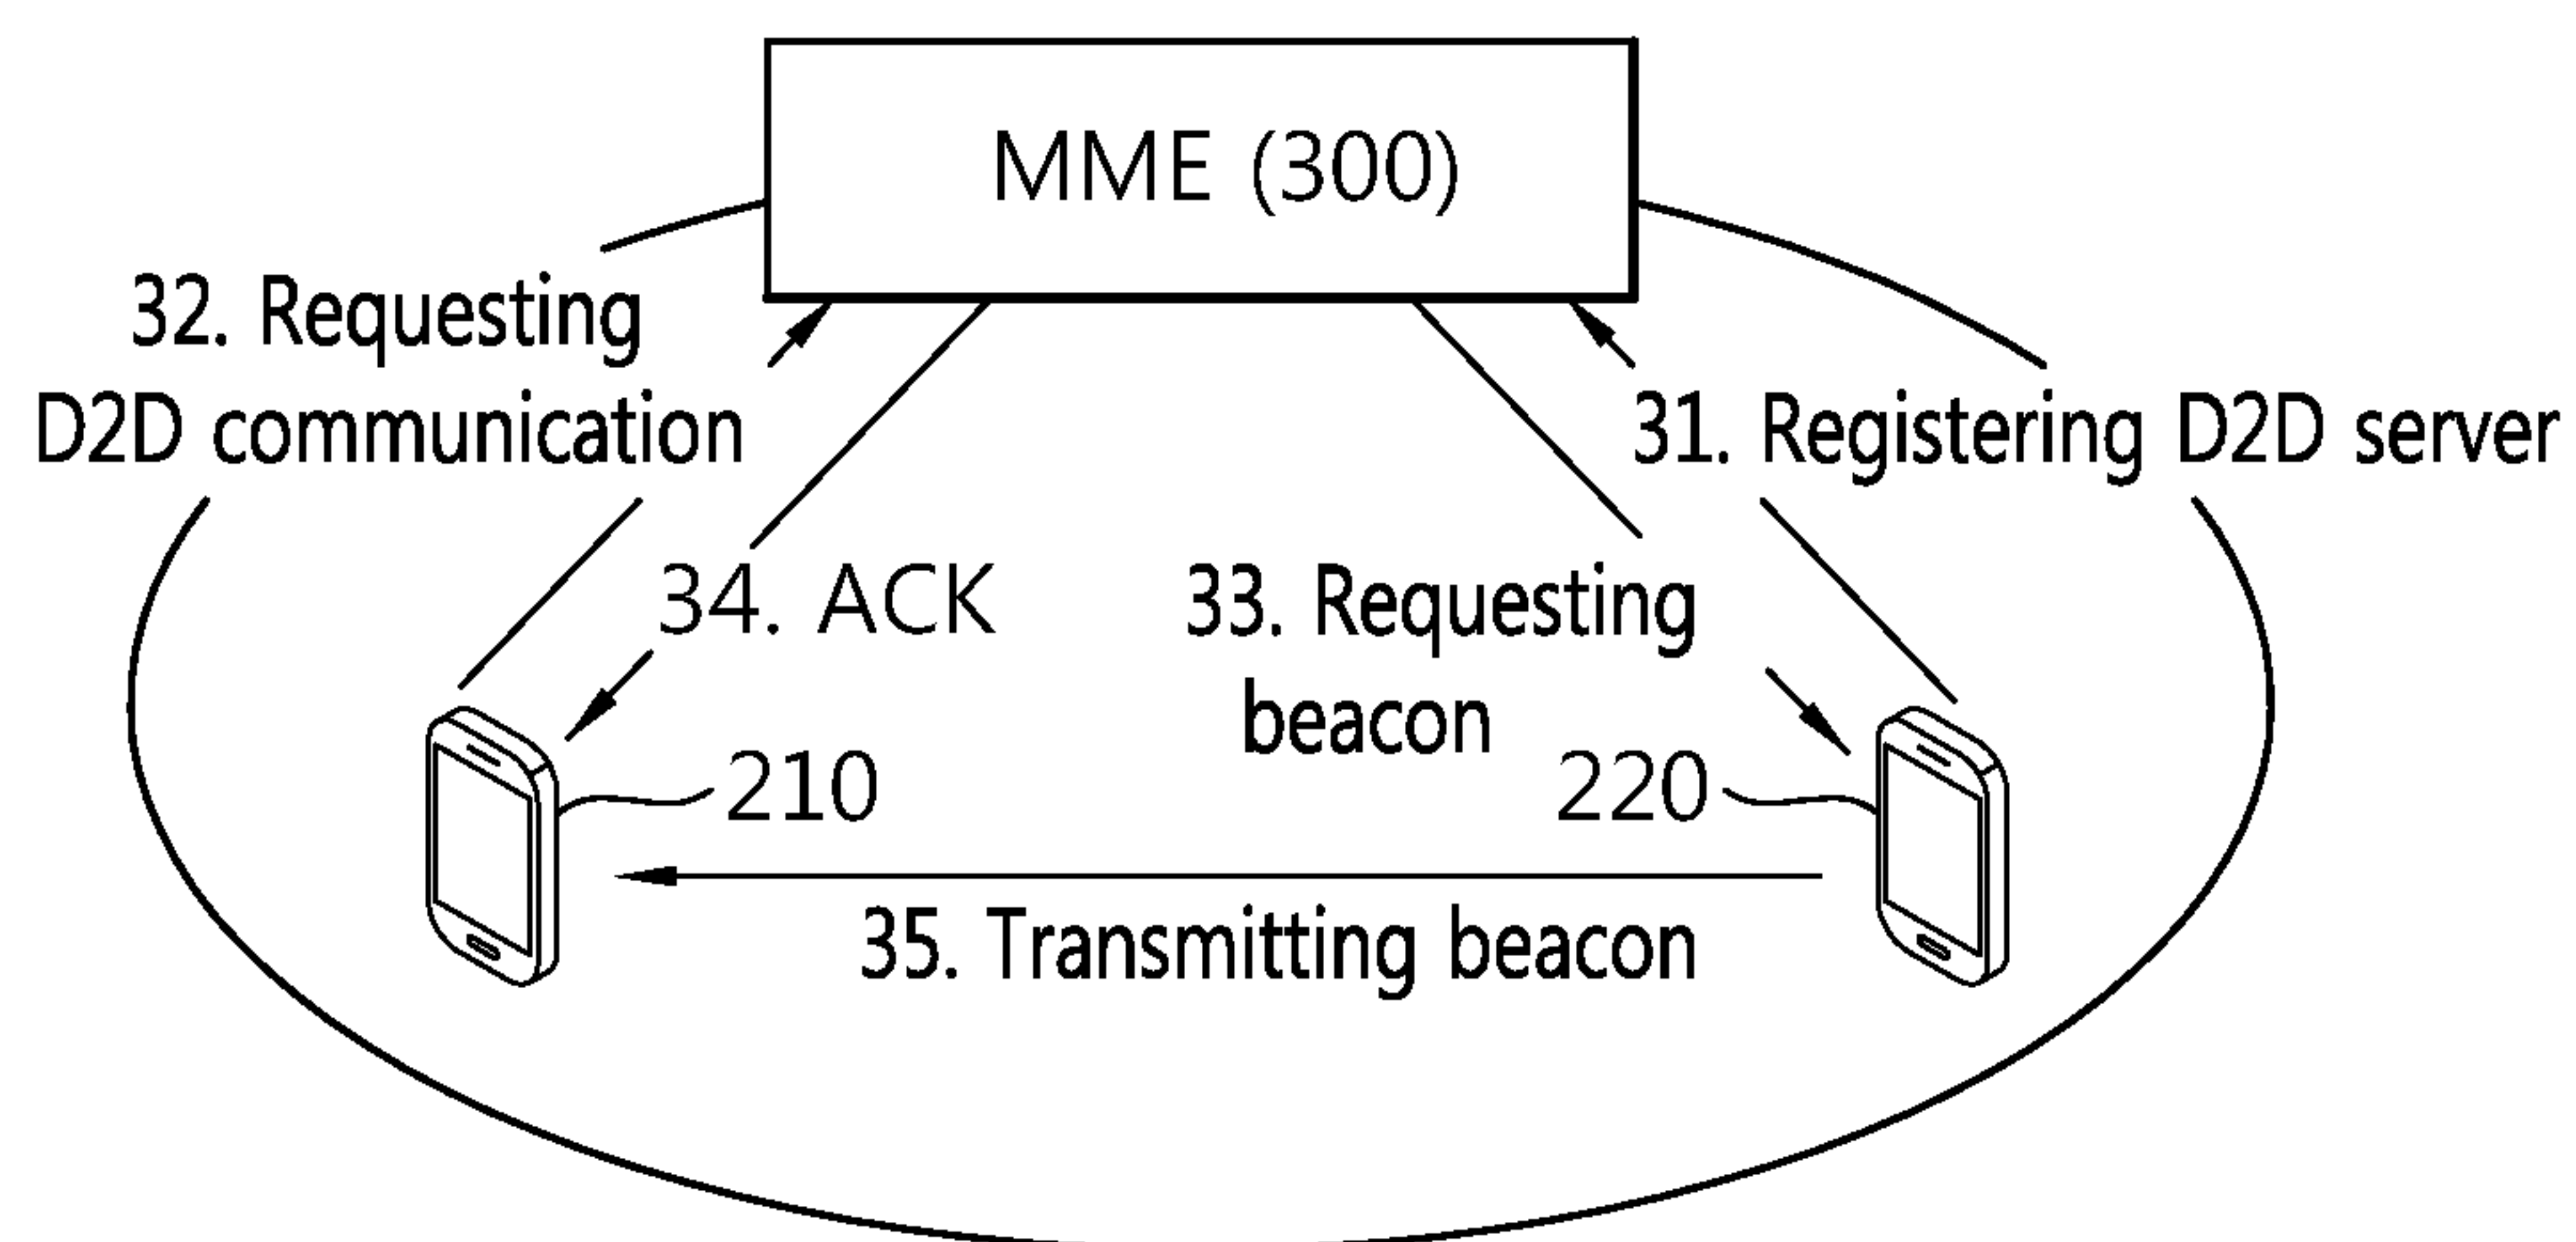 MME (300)
32. Requesting
D2D communication
31. Registering D2D server
34. ACK
33. Requesting
beacon
210
220
35. Transmitting beacon